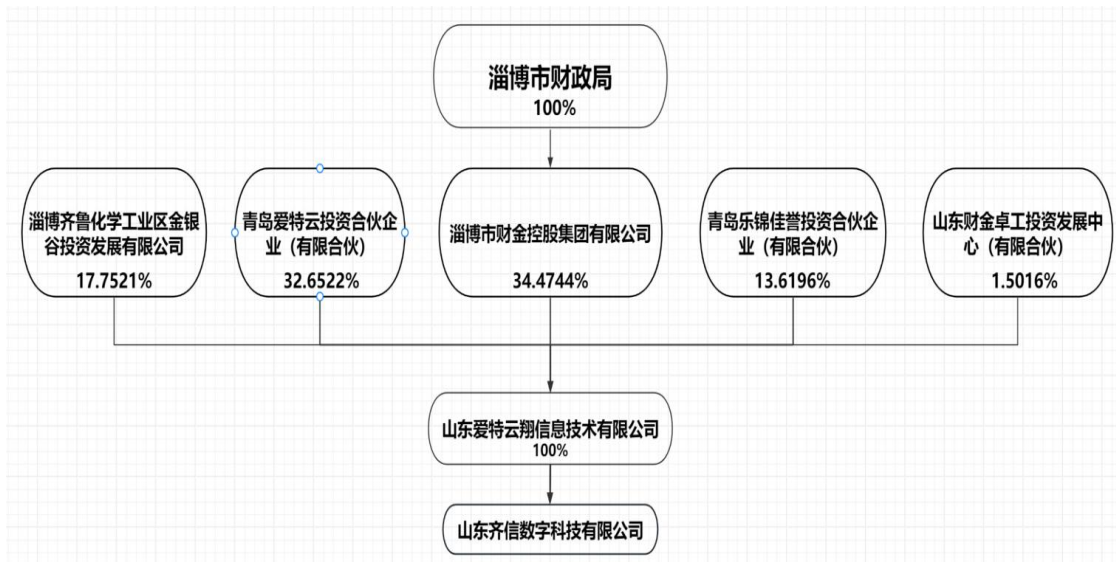 淄博市财政局
100%
淄博齐鲁化学工业区金银
谷投资发展有限公司
17.7521%
青岛爱特云投资合伙企
业（有限合伙）
32.6522%
淄博市财金控股集团有限公司
34.4744%
青岛乐锦佳誉投资合伙企
业（有限合伙）
13.6196%
山东财金卓工投资发展中
心（有限合伙）
1.5016%
山东爱特云翔信息技术有限公司
100%
山东齐信数字科技有限公司